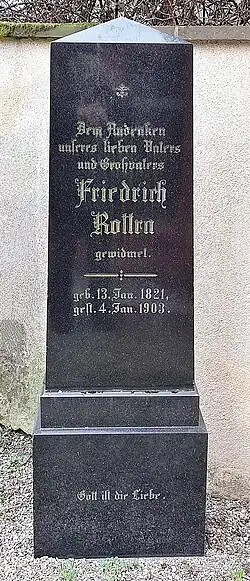 Dem Andenken
unseres lieben Vaters
und Großvaters
Friedrich
Rottra
gewidmet.
geb. 13. Jan. 1821,
gest. 4. Jan. 1903.
Gott ist die Liebe.